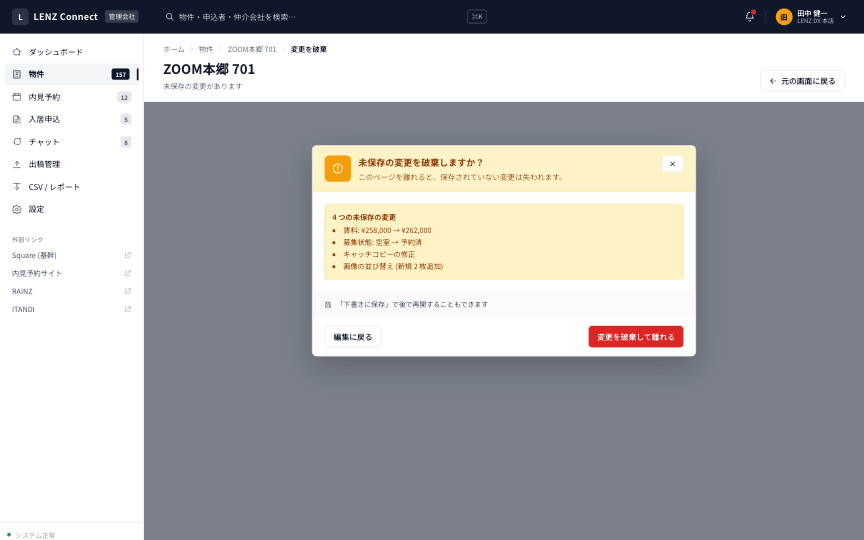 L LENZ Connect 管理会社
物件・申込者・仲介会社を検索…
⌘K
田 田中 健一
LENZ DX 本店
ダッシュボード
物件 157
内見予約 12
入居申込 5
チャット 8
出稿管理
CSV / レポート
設定
外部リンク
Square (基幹)
内見予約サイト
RAINZ
ITANDI
システム正常
ホーム 物件 ZOOM本郷 701 変更を破棄
ZOOM本郷 701
未保存の変更があります
← 元の画面に戻る
未保存の変更を破棄しますか？
このページを離れると、保存されていない変更は失われます。
4 つの未保存の変更
• 賃料: ¥258,000 → ¥262,000
• 募集状態: 空室 → 予約済
• キャッチコピーの修正
• 画像の並び替え (新規 2 枚追加)
「下書きに保存」で後で再開することもできます
編集に戻る
変更を破棄して離れる